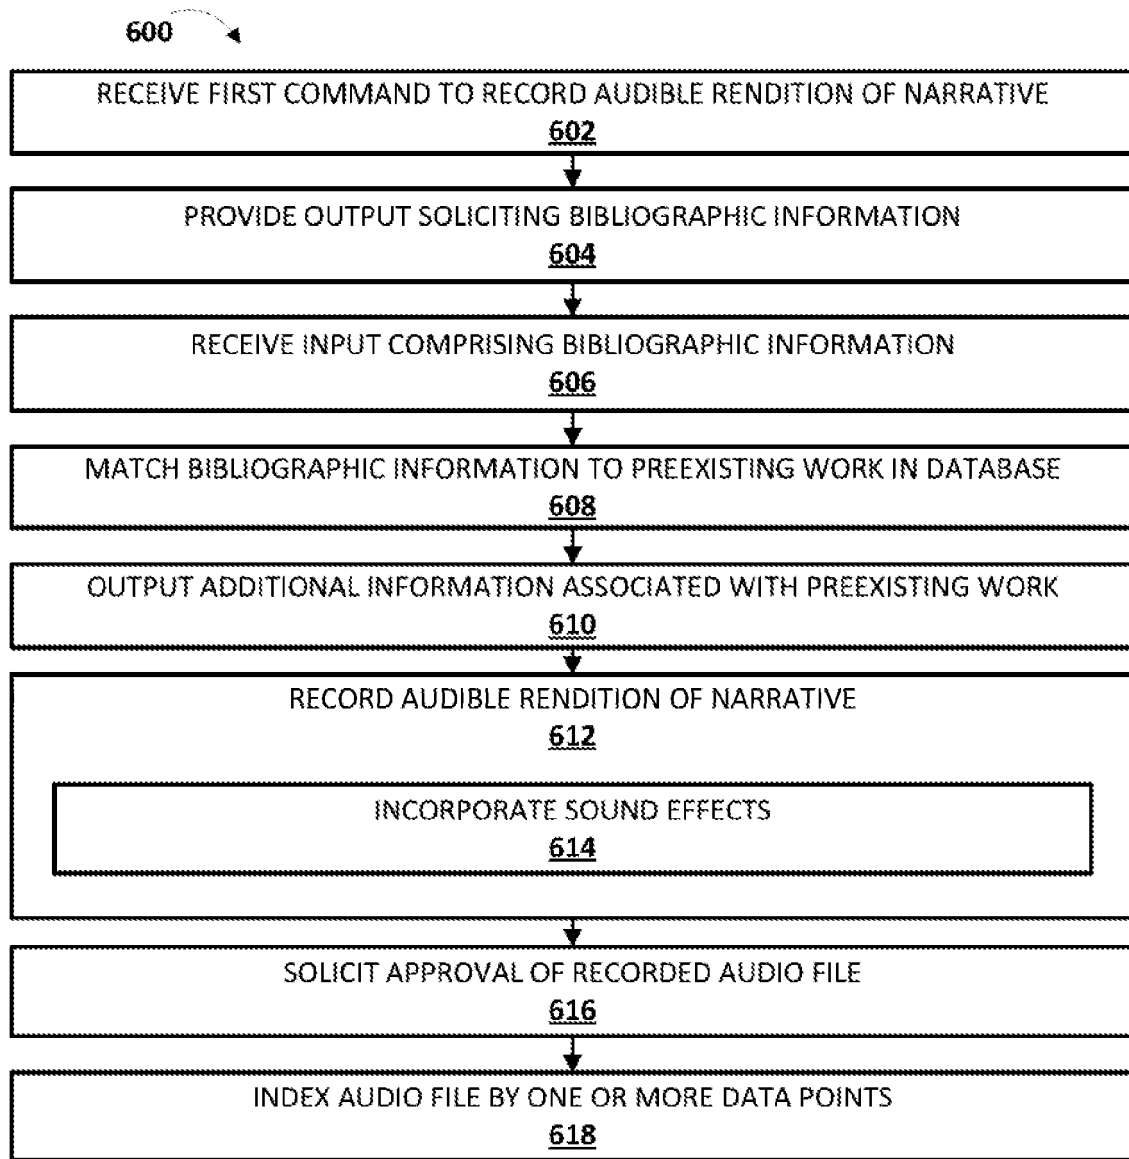 600
RECEIVE FIRST COMMAND TO RECORD AUDIBLE RENDITION OF NARRATIVE
602
PROVIDE OUTPUT SOLICITING BIBLIOGRAPHIC INFORMATION
604
RECEIVE INPUT COMPRISING BIBLIOGRAPHIC INFORMATION
606
MATCH BIBLIOGRAPHIC INFORMATION TO PREEXISTING WORK IN DATABASE
608
OUTPUT ADDITIONAL INFORMATION ASSOCIATED WITH PREEXISTING WORK
610
RECORD AUDIBLE RENDITION OF NARRATIVE
612
INCORPORATE SOUND EFFECTS
614
SOLICIT APPROVAL OF RECORDED AUDIO FILE
616
INDEX AUDIO FILE BY ONE OR MORE DATA POINTS
618